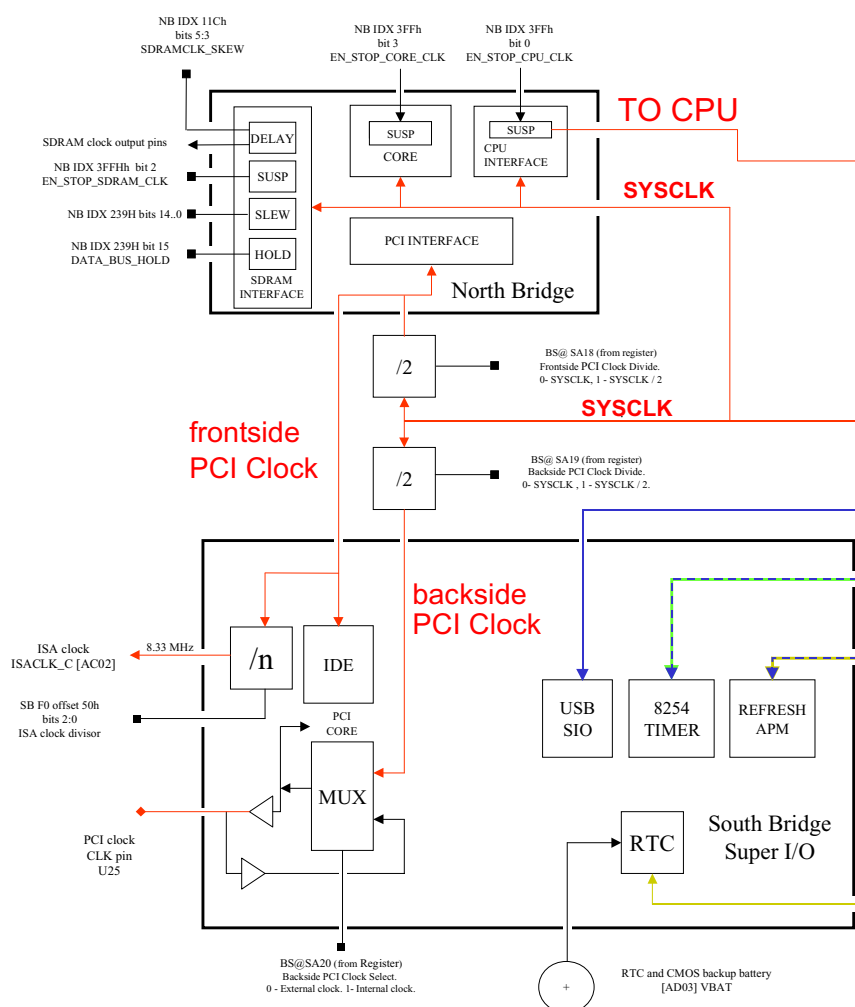 NB IDX 11Ch
bits 5:3
SDRAMCLK_SKEW
NB IDX 3FFh
bit 3
EN_STOP_CORE_CLK
NB IDX 3FFh
bit 0
EN_STOP_CPU_CLK
TO CPU
SDRAM clock output pins
DELAY
SUSP
CORE
SUSP
CPU
INTERFACE
NB IDX 3FFHh bit 2
EN_STOP_SDRAM_CLK
SUSP
SYSCLK
NB IDX 239H bits 14..0
SLEW
PCI INTERFACE
NB IDX 239H bit 15
DATA_BUS_HOLD
HOLD
SDRAM
INTERFACE
North Bridge
/2
BS@ SA18 (from register)
Frontside PCI Clock Divide.
0- SYSCLK, 1 - SYSCLK / 2
SYSCLK
frontside
PCI Clock
/2
BS@ SA19 (from register)
Backside PCI Clock Divide.
0- SYSCLK , 1 - SYSCLK / 2.
backside
PCI Clock
ISA clock
ISACLK_C [AC02]
8.33 MHz
/n
IDE
SB F0 offset 50h
bits 2:0
ISA clock divisor
USB
SIO
8254
TIMER
REFRESH
APM
PCI
CORE
MUX
PCI clock
CLK pin
U25
RTC
South Bridge
Super I/O
BS@SA20 (from Register)
Backside PCI Clock Select.
0 - External clock. 1- Internal clock.
+
RTC and CMOS backup battery
[AD03] VBAT